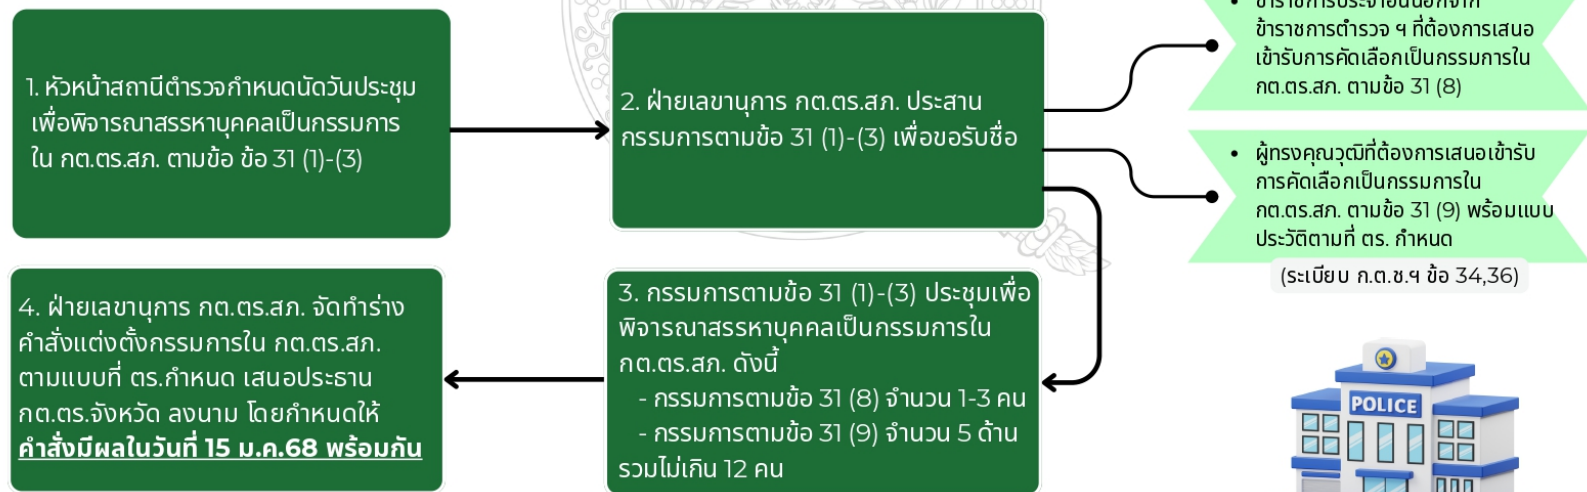 1. หัวหน้าสถานีตำรวจกำหนดนัดวันประชุม
เพื่อพิจารณาสรรหาบุคคลเป็นกรรมการ
ใน กต.ตร.สภ. ตามข้อ ข้อ 31 (1)-(3)
2. ฝ่ายเลขานุการ กต.ตร.สภ. ประสาน
กรรมการตามข้อ 31 (1)-(3) เพื่อขอรับชื่อ
ข้าราชการประจำอื่นนอกจาก
ข้าราชการตำรวจ ฯ ที่ต้องการเสนอ
เข้ารับการคัดเลือกเป็นกรรมการใน
กต.ตร.สภ. ตามข้อ 31 (8)
• ผู้ทรงคุณวุฒิที่ต้องการเสนอเข้ารับ
การคัดเลือกเป็นกรรมการใน
กต.ตร.สภ. ตามข้อ 31 (9) พร้อมแบบ
ประวัติตามที่ ตร. กำหนด
(ระเบียบ ก.ต.ช.ฯ ข้อ 34,36)
3. กรรมการตามข้อ 31 (1)-(3) ประชุมเพื่อ
พิจารณาสรรหาบุคคลเป็นกรรมการใน
กต.ตร.สภ. ดังนี้
- กรรมการตามข้อ 31 (8) จำนวน 1-3 คน
- กรรมการตามข้อ 31 (9) จำนวน 5 ด้าน
รวมไม่เกิน 12 คน
4. ฝ่ายเลขานุการ กต.ตร.สภ. จัดทำร่าง
คำสั่งแต่งตั้งกรรมการใน กต.ตร.สภ.
ตามแบบที่ ตร.กำหนด เสนอประธาน
กต.ตร.จังหวัด ลงนาม โดยกำหนดให้
คำสั่งมีผลในวันที่ 15 ม.ค.68 พร้อมกัน
POLICE